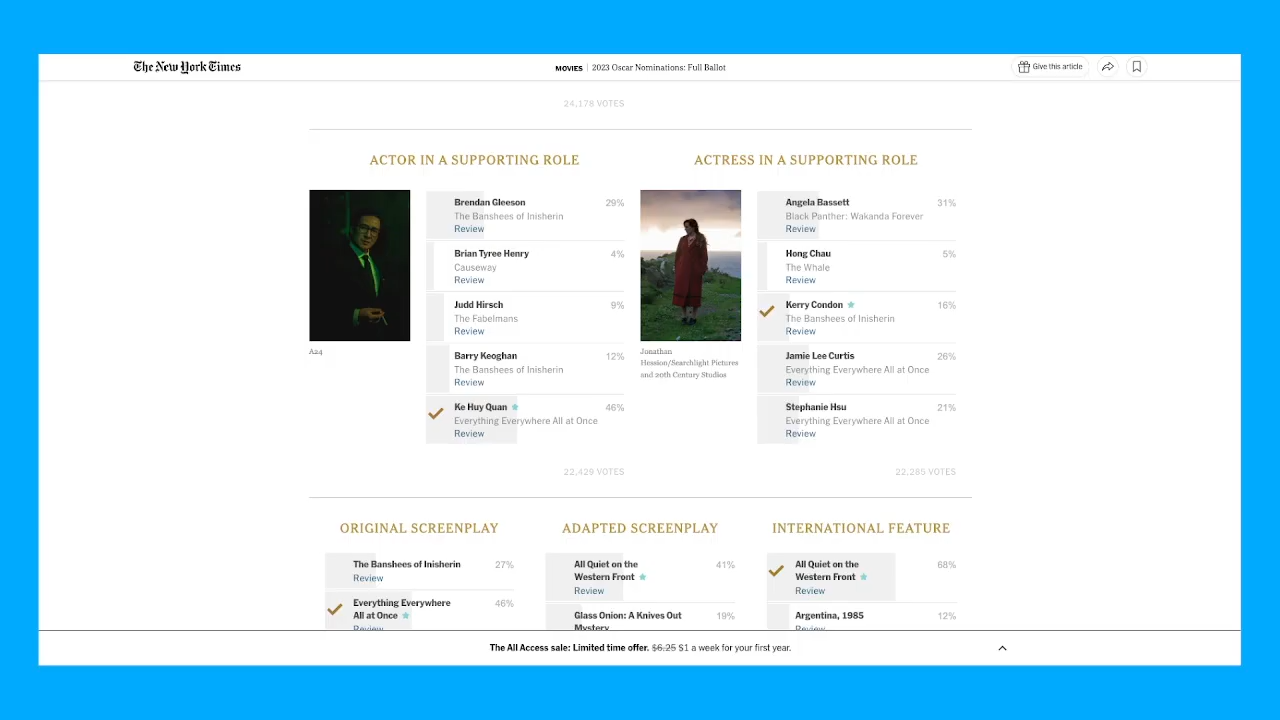 The New York Times
MOVIES | 2023 Oscar Nominations: Full Ballot
Give this article
24,178 VOTES
ACTOR IN A SUPPORTING ROLE
A24
Brendan Gleeson 29%
The Banshees of Inisherin
Review
Brian Tyree Henry 4%
Causeway
Review
Judd Hirsch 9%
The Fabelmans
Review
Barry Keoghan 12%
The Banshees of Inisherin
Review
Ke Huy Quan 46%
Everything Everywhere All at Once
Review
22,429 VOTES
ACTRESS IN A SUPPORTING ROLE
Jonathan
Hession/Searchlight Pictures
and 20th Century Studios
Angela Bassett 31%
Black Panther: Wakanda Forever
Review
Hong Chau 5%
The Whale
Review
Kerry Condon 16%
The Banshees of Inisherin
Review
Jamie Lee Curtis 26%
Everything Everywhere All at Once
Review
Stephanie Hsu 21%
Everything Everywhere All at Once
Review
22,285 VOTES
ORIGINAL SCREENPLAY
The Banshees of Inisherin 27%
Review
Everything Everywhere 46%
All at Once
Review
ADAPTED SCREENPLAY
All Quiet on the 41%
Western Front
Review
Glass Onion: A Knives Out 19%
Mystery
INTERNATIONAL FEATURE
All Quiet on the 68%
Western Front
Review
Argentina, 1985 12%
Review
The All Access sale: Limited time offer. $6.25 $1 a week for your first year.